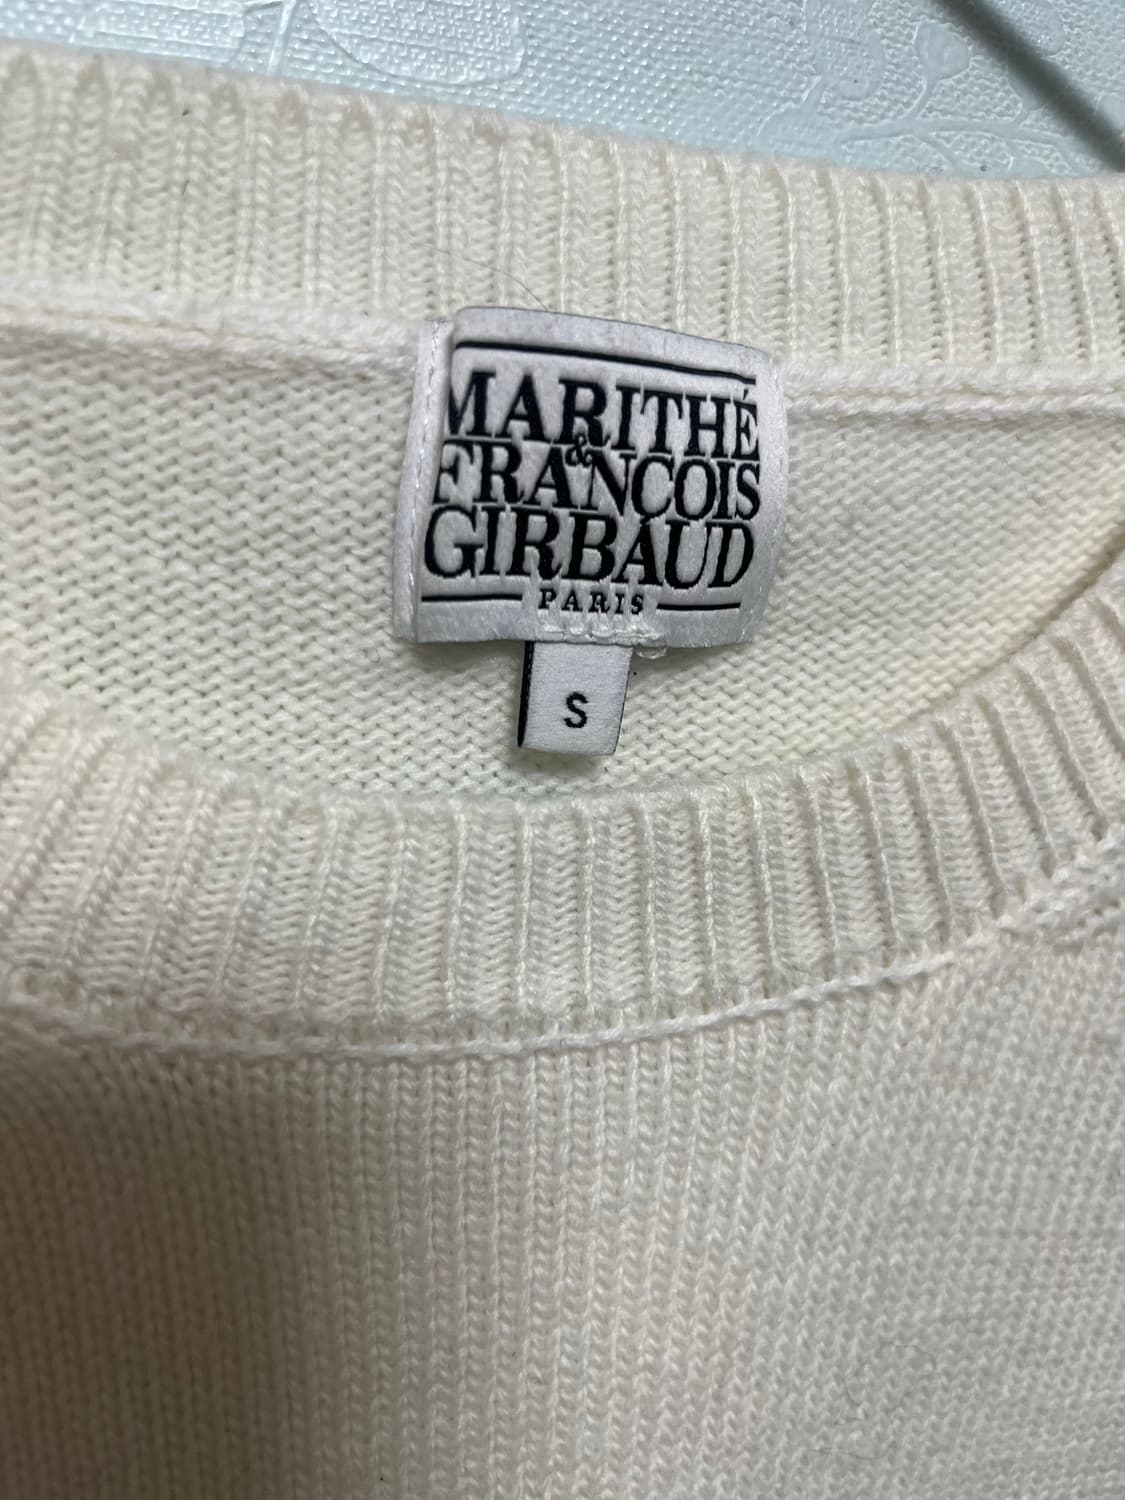 MARITHÉ
&
FRANÇOIS
GIRBAUD
PARIS
S